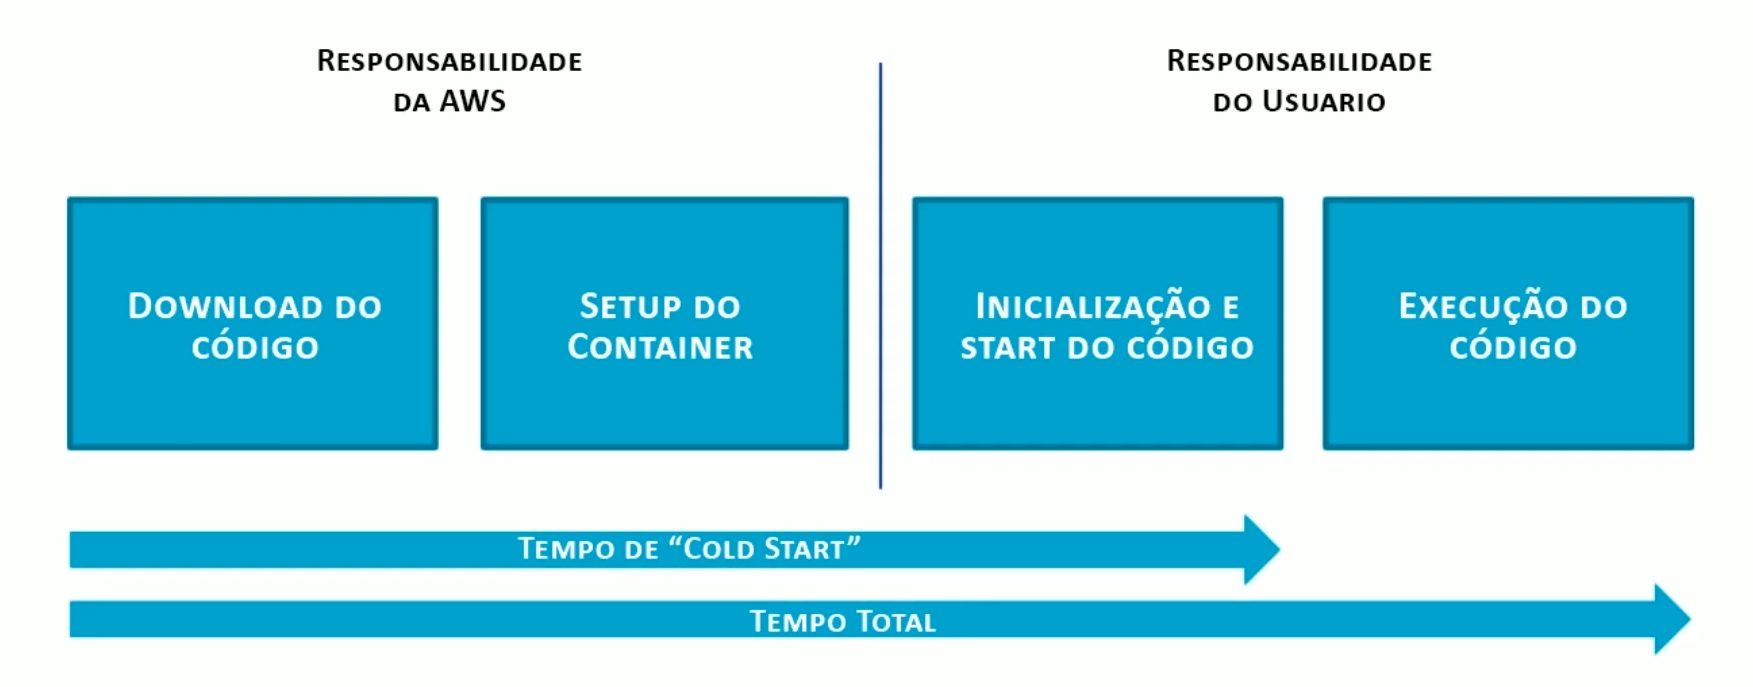 Responsabilidade
da AWS
Responsabilidade
do Usuario
Download do
código
Setup do
Container
Inicialização e
start do código
Execução do
código
Tempo de “Cold Start”
Tempo Total